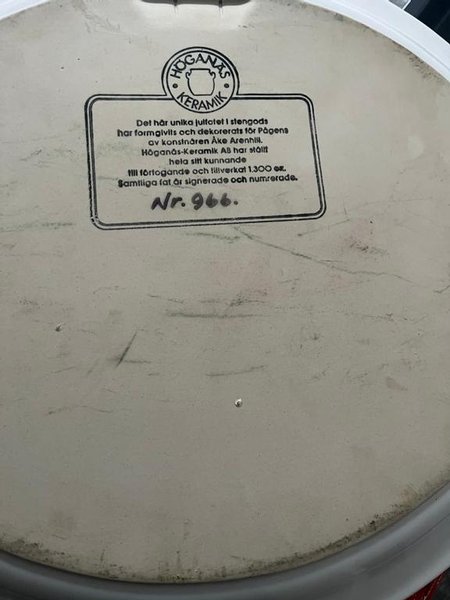 HÖGANÄS
KERAMIK
Det här unika julfatet i stengods
har formgivits och dekorerats för Pågens
av konstnären Åke Arenhill.
Höganäs-Keramik AB har ställt
hela sitt kunnande
till förfogande och tillverkat 1.300 ex.
Samtliga fat är signerade och numrerade.
Nr. 966.